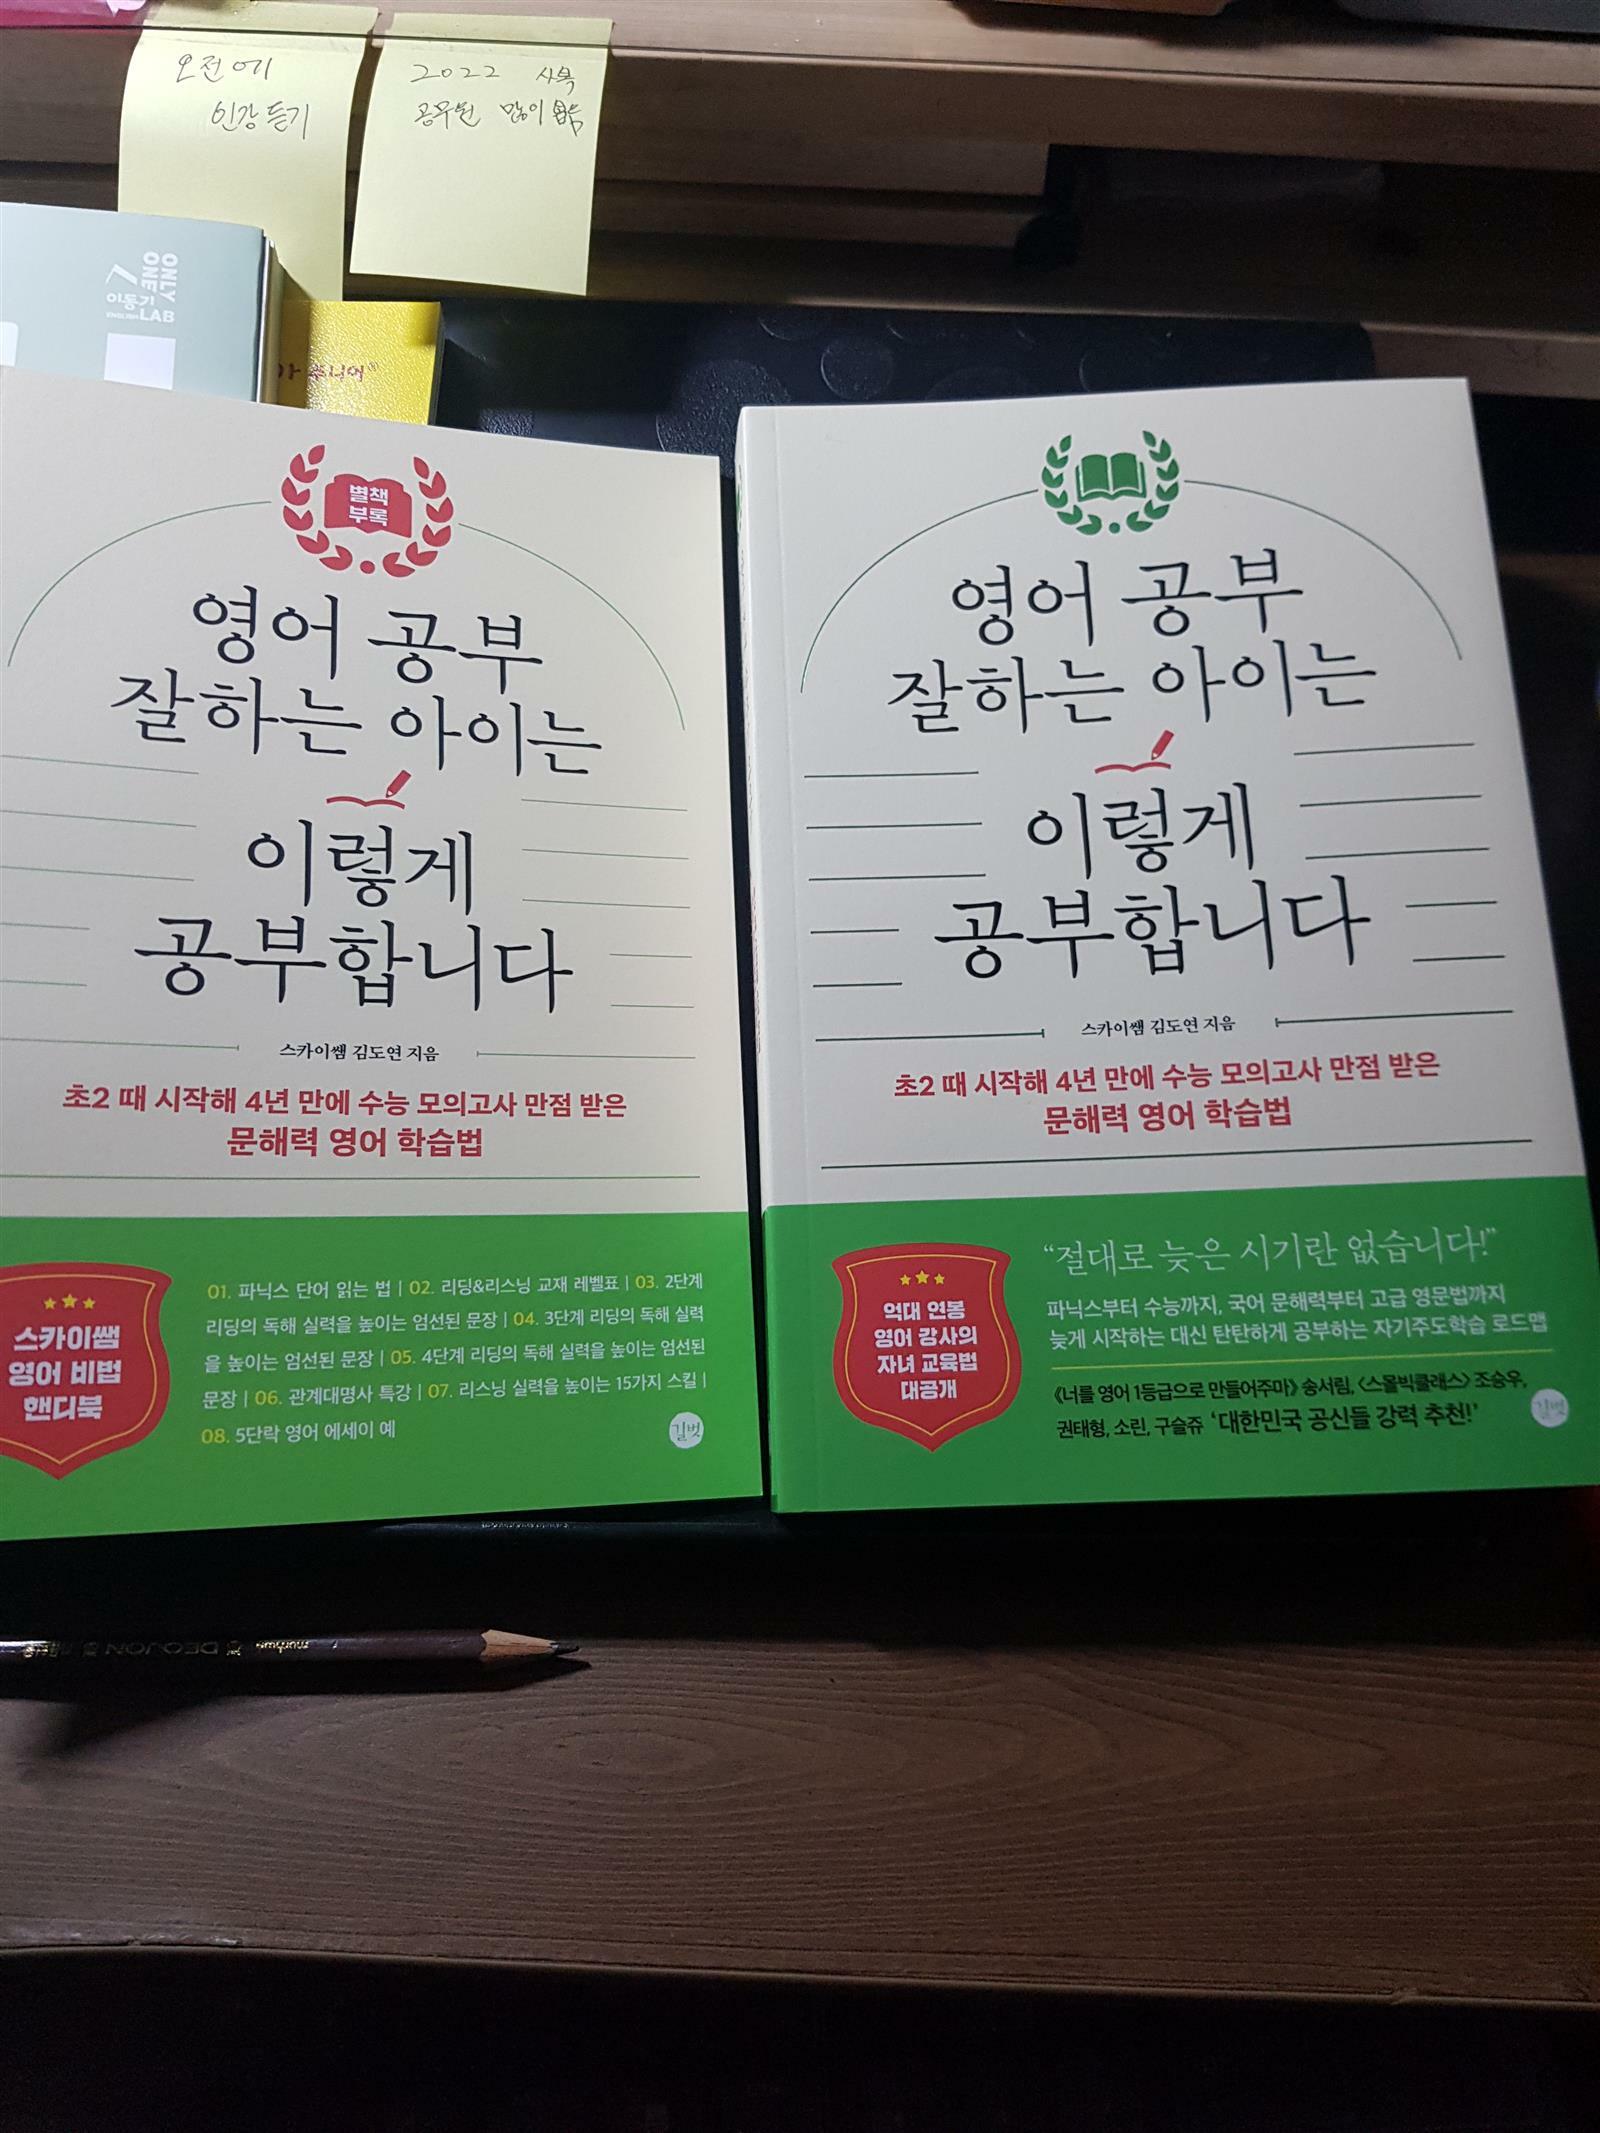 오전에
인강 듣기
2022 사복
공무원 많이
ONLY
ONE
이동기
ENGLISH LAB
주니어
별책
부록
영어 공부
잘하는 아이는
이렇게
공부합니다
스카이쌤 김도연 지음
초2 때 시작해 4년 만에 수능 모의고사 만점 받은
문해력 영어 학습법
스카이쌤
영어 비법
핸디북
01. 파닉스 단어 읽는 법 | 02. 리딩&리스닝 교재 레벨표 | 03. 2단계
리딩의 독해 실력을 높이는 엄선된 문장 | 04. 3단계 리딩의 독해 실력
을 높이는 엄선된 문장 | 05. 4단계 리딩의 독해 실력을 높이는 엄선된
문장 | 06. 관계대명사 특강 | 07. 리스닝 실력을 높이는 15가지 스킬 |
08. 5단락 영어 에세이 예
길벗
영어 공부
잘하는 아이는
이렇게
공부합니다
스카이쌤 김도연 지음
초2 때 시작해 4년 만에 수능 모의고사 만점 받은
문해력 영어 학습법
억대 연봉
영어 강사의
자녀 교육법
대공개
“절대로 늦은 시기란 없습니다!”
파닉스부터 수능까지, 국어 문해력부터 고급 영문법까지
늦게 시작하는 대신 탄탄하게 공부하는 자기주도학습 로드맵
《너를 영어 1등급으로 만들어주마》 송서림, <스몰빅클래스> 조승우,
권태형, 소린, 구슬쥬 ‘대한민국 공신들 강력 추천!’
길벗
DEOJON